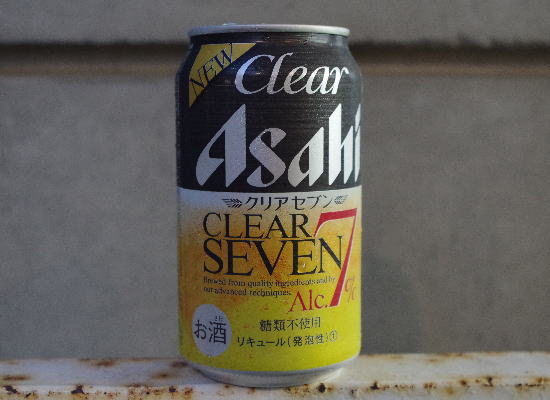 NEW
Clear
Asahi
クリアセブン
CLEAR
SEVEN 7%
Brewed from quality ingredients and by
our advanced techniques.
Alc.
お酒
糖類不使用
リキュール(発泡性)①